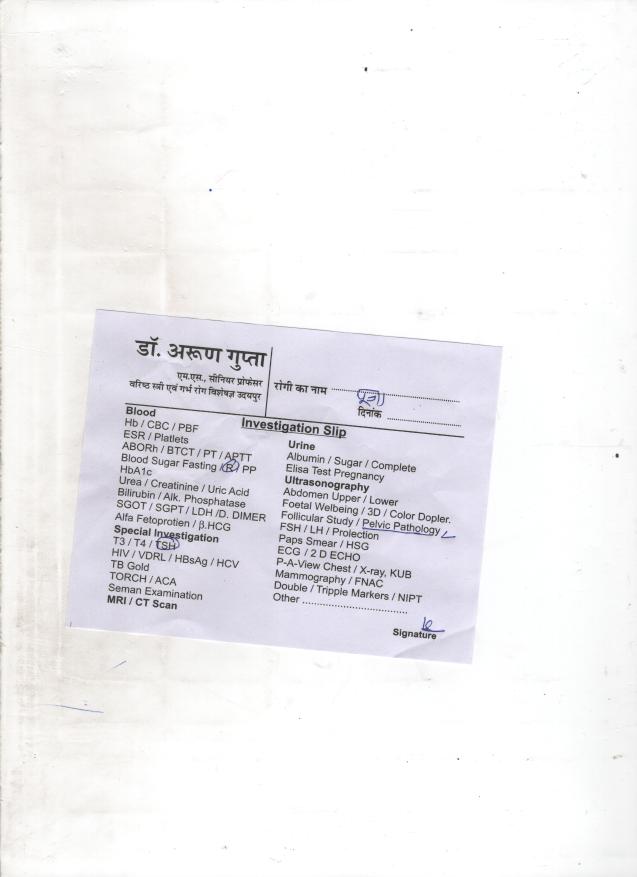 डॉ. अरूण गुप्ता
एम.एस., सीनियर प्रोफेसर
वरिष्ठ स्त्री एवं गर्भ रोग विशेषज्ञ उदयपुर
रोगी का नाम ........................
दिनांक ........................
Investigation Slip
Blood
Hb / CBC / PBF
ESR / Platlets
ABORh / BTCT / PT / APTT
Blood Sugar Fasting / R / PP
HbA1c
Urea / Creatinine / Uric Acid
Bilirubin / Alk. Phosphatase
SGOT / SGPT / LDH /D. DIMER
Alfa Fetoprotien / β.HCG
Special Investigation
T3 / T4 / TSH
HIV / VDRL / HBsAg / HCV
TB Gold
TORCH / ACA
Seman Examination
MRI / CT Scan
Urine
Albumin / Sugar / Complete
Elisa Test Pregnancy
Ultrasonography
Abdomen Upper / Lower
Foetal Welbeing / 3D / Color Dopler.
Follicular Study / Pelvic Pathology
FSH / LH / Prolection
Paps Smear / HSG
ECG / 2 D ECHO
P-A-View Chest / X-ray, KUB
Mammography / FNAC
Double / Tripple Markers / NIPT
Other ........................
Signature